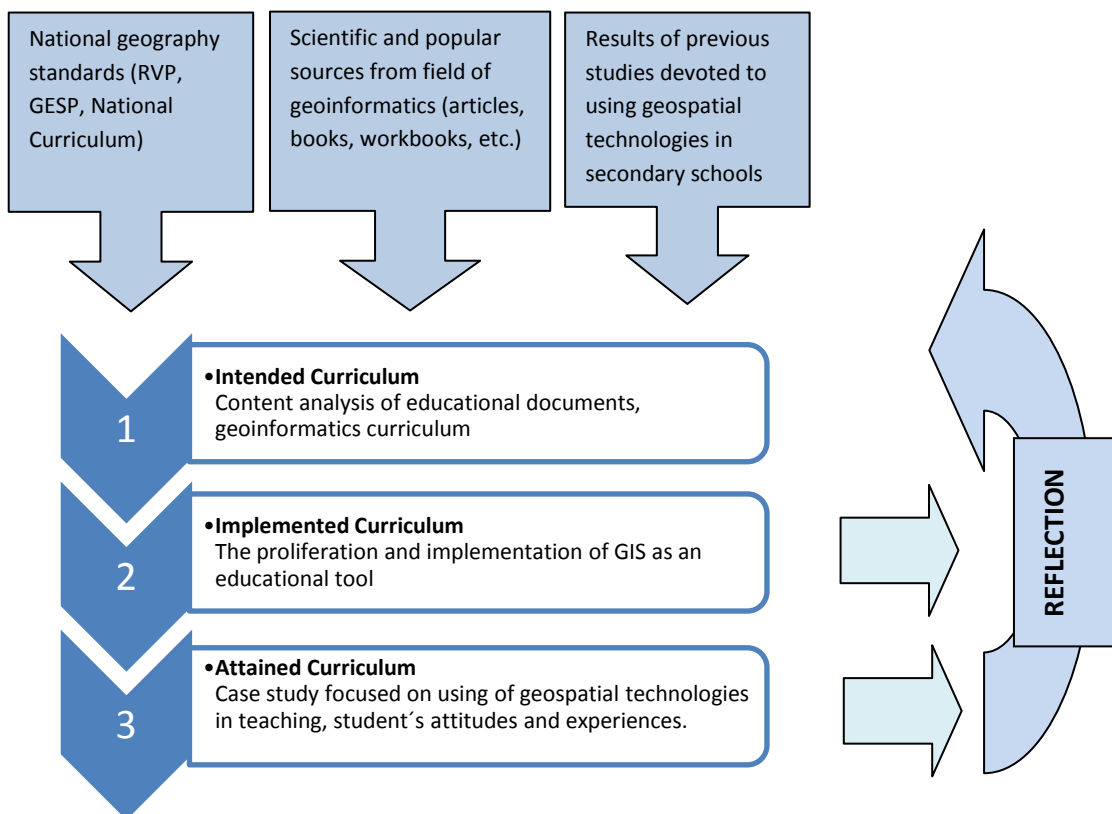 National geography
standards (RVP,
GESP, National
Curriculum)
Scientific and popular
sources from field of
geoinformatics (articles,
books, workbooks, etc.)
Results of previous
studies devoted to
using geospatial
technologies in
secondary schools
1
•Intended Curriculum
Content analysis of educational documents,
geoinformatics curriculum
2
•Implemented Curriculum
The proliferation and implementation of GIS as an
educational tool
3
•Attained Curriculum
Case study focused on using of geospatial technologies
in teaching, student´s attitudes and experiences.
REFLECTION